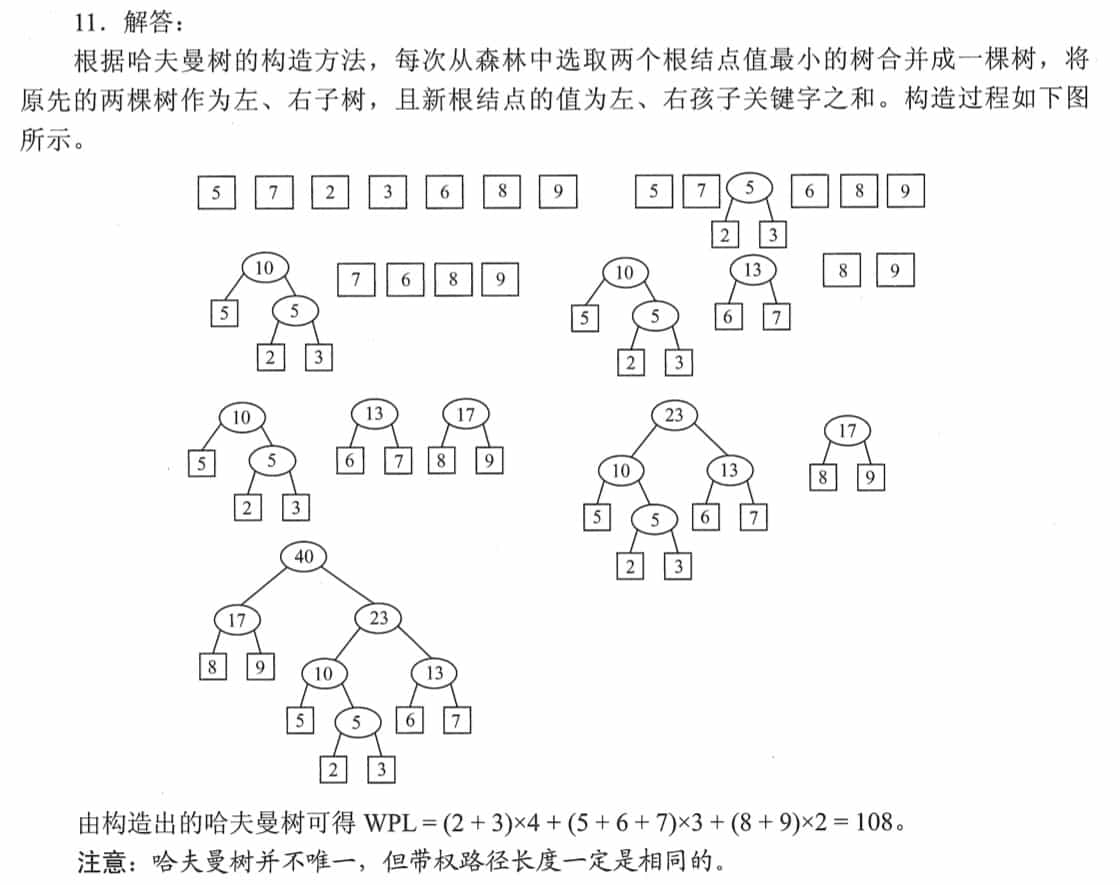 11．解答：
根据哈夫曼树的构造方法，每次从森林中选取两个根结点值最小的树合并成一棵树，将
原先的两棵树作为左、右子树，且新根结点的值为左、右孩子关键字之和。构造过程如下图
所示。
5 7 2 3 6 8 9
5 7 5 6 8 9
2 3
10 7 6 8 9
5 5
2 3
10 13 8 9
5 5 6 7
2 3
10 13 17
5 5 6 7 8 9
2 3
23 17
10 13 8 9
5 5 6 7
2 3
40
17 23
8 9 10 13
5 5 6 7
2 3
由构造出的哈夫曼树可得 WPL = (2 + 3)×4 + (5 + 6 + 7)×3 + (8 + 9)×2 = 108。
注意：哈夫曼树并不唯一，但带权路径长度一定是相同的。